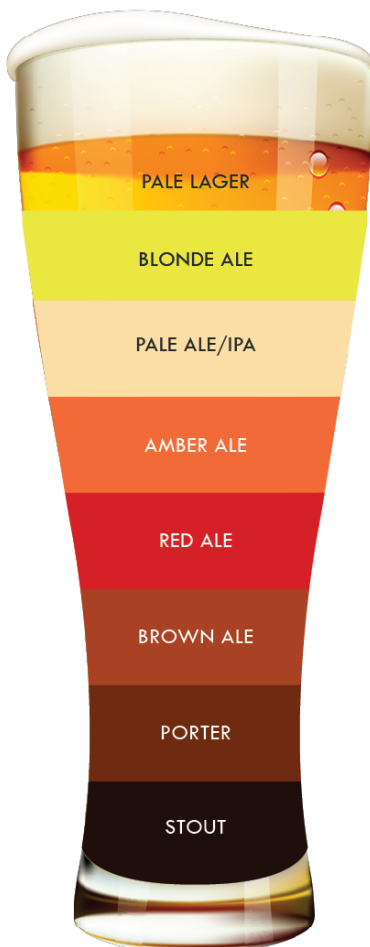 PALE LAGER
BLONDE ALE
PALE ALE/IPA
AMBER ALE
RED ALE
BROWN ALE
PORTER
STOUT